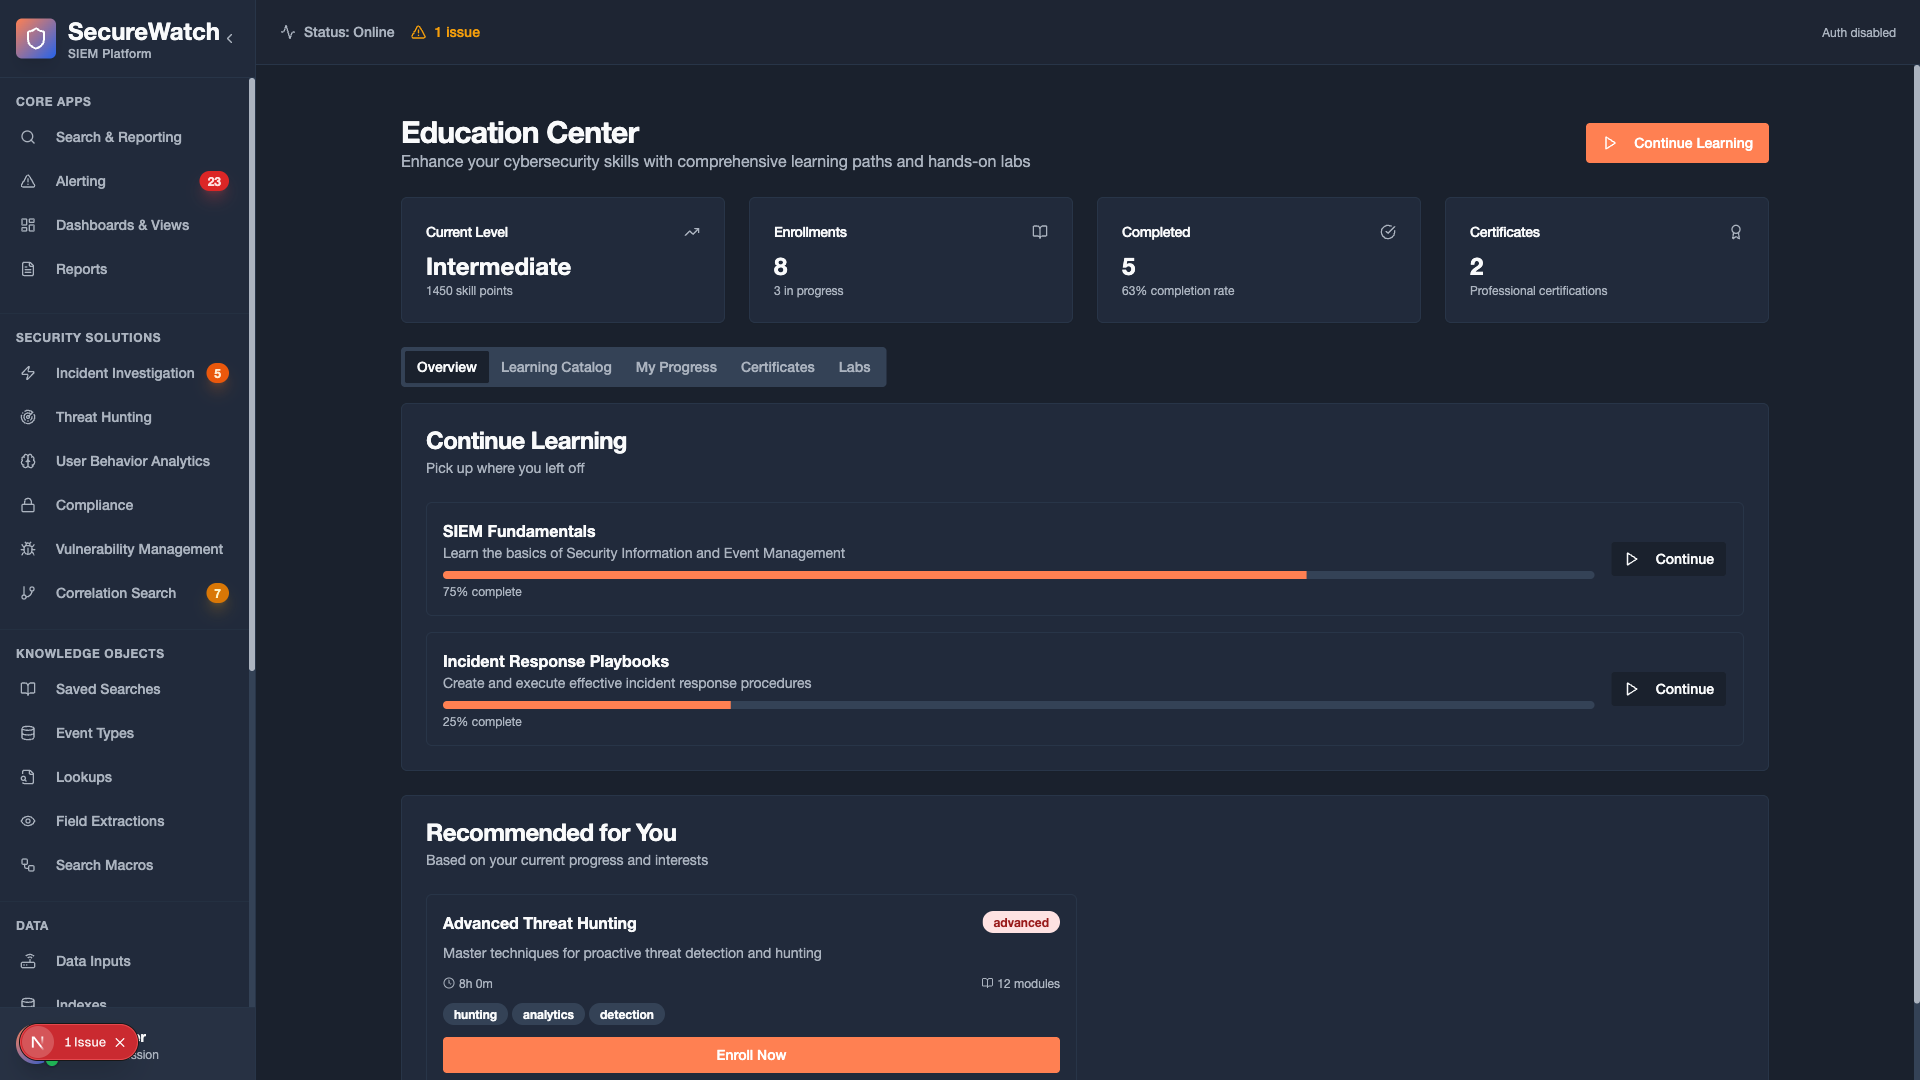 SecureWatch
SIEM Platform
Status: Online
1 issue
Auth disabled
CORE APPS
Search & Reporting
Alerting
23
Dashboards & Views
Reports
SECURITY SOLUTIONS
Incident Investigation
5
Threat Hunting
User Behavior Analytics
Compliance
Vulnerability Management
Correlation Search
7
KNOWLEDGE OBJECTS
Saved Searches
Event Types
Lookups
Field Extractions
Search Macros
DATA
Data Inputs
Indexes
N
1 Issue
Education Center
Enhance your cybersecurity skills with comprehensive learning paths and hands-on labs
Continue Learning
Current Level
Intermediate
1450 skill points
Enrollments
8
3 in progress
Completed
5
63% completion rate
Certificates
2
Professional certifications
Overview
Learning Catalog
My Progress
Certificates
Labs
Continue Learning
Pick up where you left off
SIEM Fundamentals
Learn the basics of Security Information and Event Management
75% complete
Continue
Incident Response Playbooks
Create and execute effective incident response procedures
25% complete
Continue
Recommended for You
Based on your current progress and interests
Advanced Threat Hunting
advanced
Master techniques for proactive threat detection and hunting
8h 0m
12 modules
hunting
analytics
detection
Enroll Now